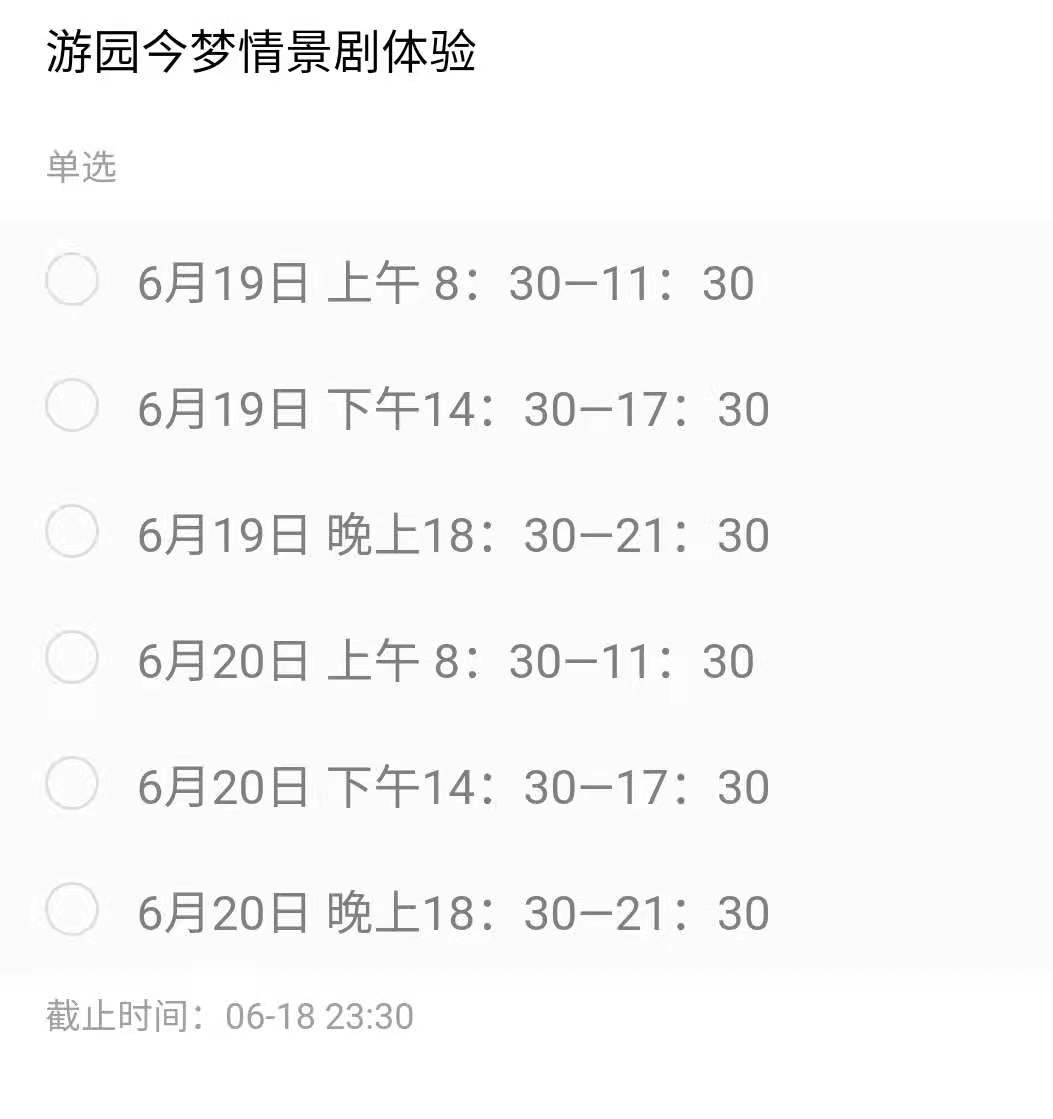 游园今梦情景剧体验
单选
6月19日 上午 8：30—11：30
6月19日 下午14：30—17：30
6月19日 晚上18：30—21：30
6月20日 上午 8：30—11：30
6月20日 下午14：30—17：30
6月20日 晚上18：30—21：30
截止时间：06-18 23:30